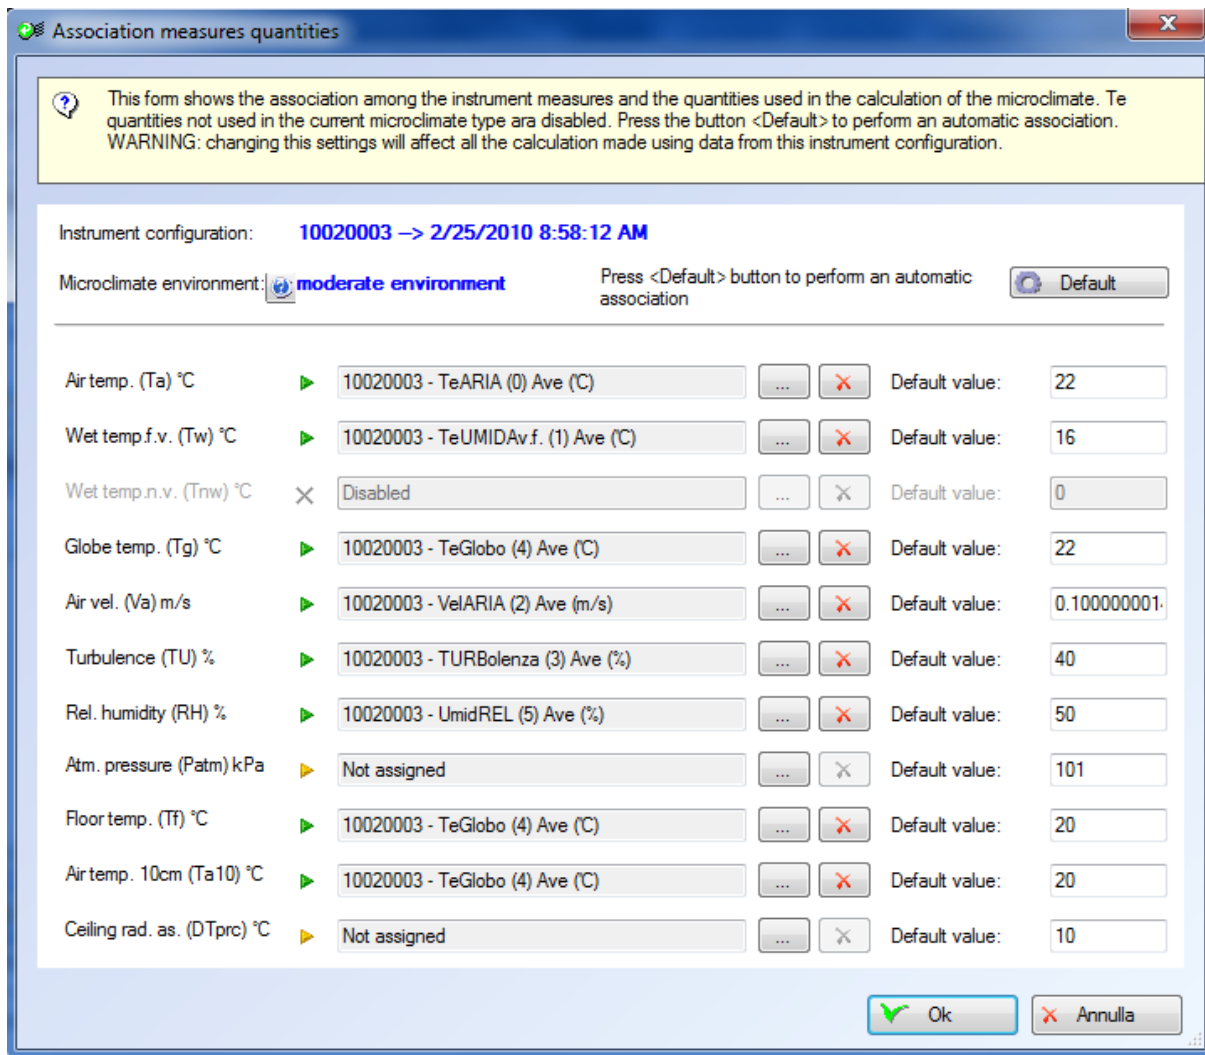 Association measures quantities
This form shows the association among the instrument measures and the quantities used in the calculation of the microclimate. Te
quantities not used in the current microclimate type ara disabled. Press the button <Default> to perform an automatic association.
WARNING: changing this settings will affect all the calculation made using data from this instrument configuration.
Instrument configuration: 10020003 --> 2/25/2010 8:58:12 AM
Microclimate environment: moderate environment
Press <Default> button to perform an automatic
association
Default
Air temp. (Ta) °C 10020003 - TeARIA (0) Ave (°C) ... Default value: 22
Wet temp.f.v. (Tw) °C 10020003 - TeUMIDAv.f. (1) Ave (°C) ... Default value: 16
Wet temp.n.v. (Tnw) °C Disabled ... Default value: 0
Globe temp. (Tg) °C 10020003 - TeGlobo (4) Ave (°C) ... Default value: 22
Air vel. (Va) m/s 10020003 - VelARIA (2) Ave (m/s) ... Default value: 0.100000001
Turbulence (TU) % 10020003 - TURBolenza (3) Ave (%) ... Default value: 40
Rel. humidity (RH) % 10020003 - UmidREL (5) Ave (%) ... Default value: 50
Atm. pressure (Patm) kPa Not assigned ... Default value: 101
Floor temp. (Tf) °C 10020003 - TeGlobo (4) Ave (°C) ... Default value: 20
Air temp. 10cm (Ta10) °C 10020003 - TeGlobo (4) Ave (°C) ... Default value: 20
Ceiling rad. as. (DTprc) °C Not assigned ... Default value: 10
Ok Annulla